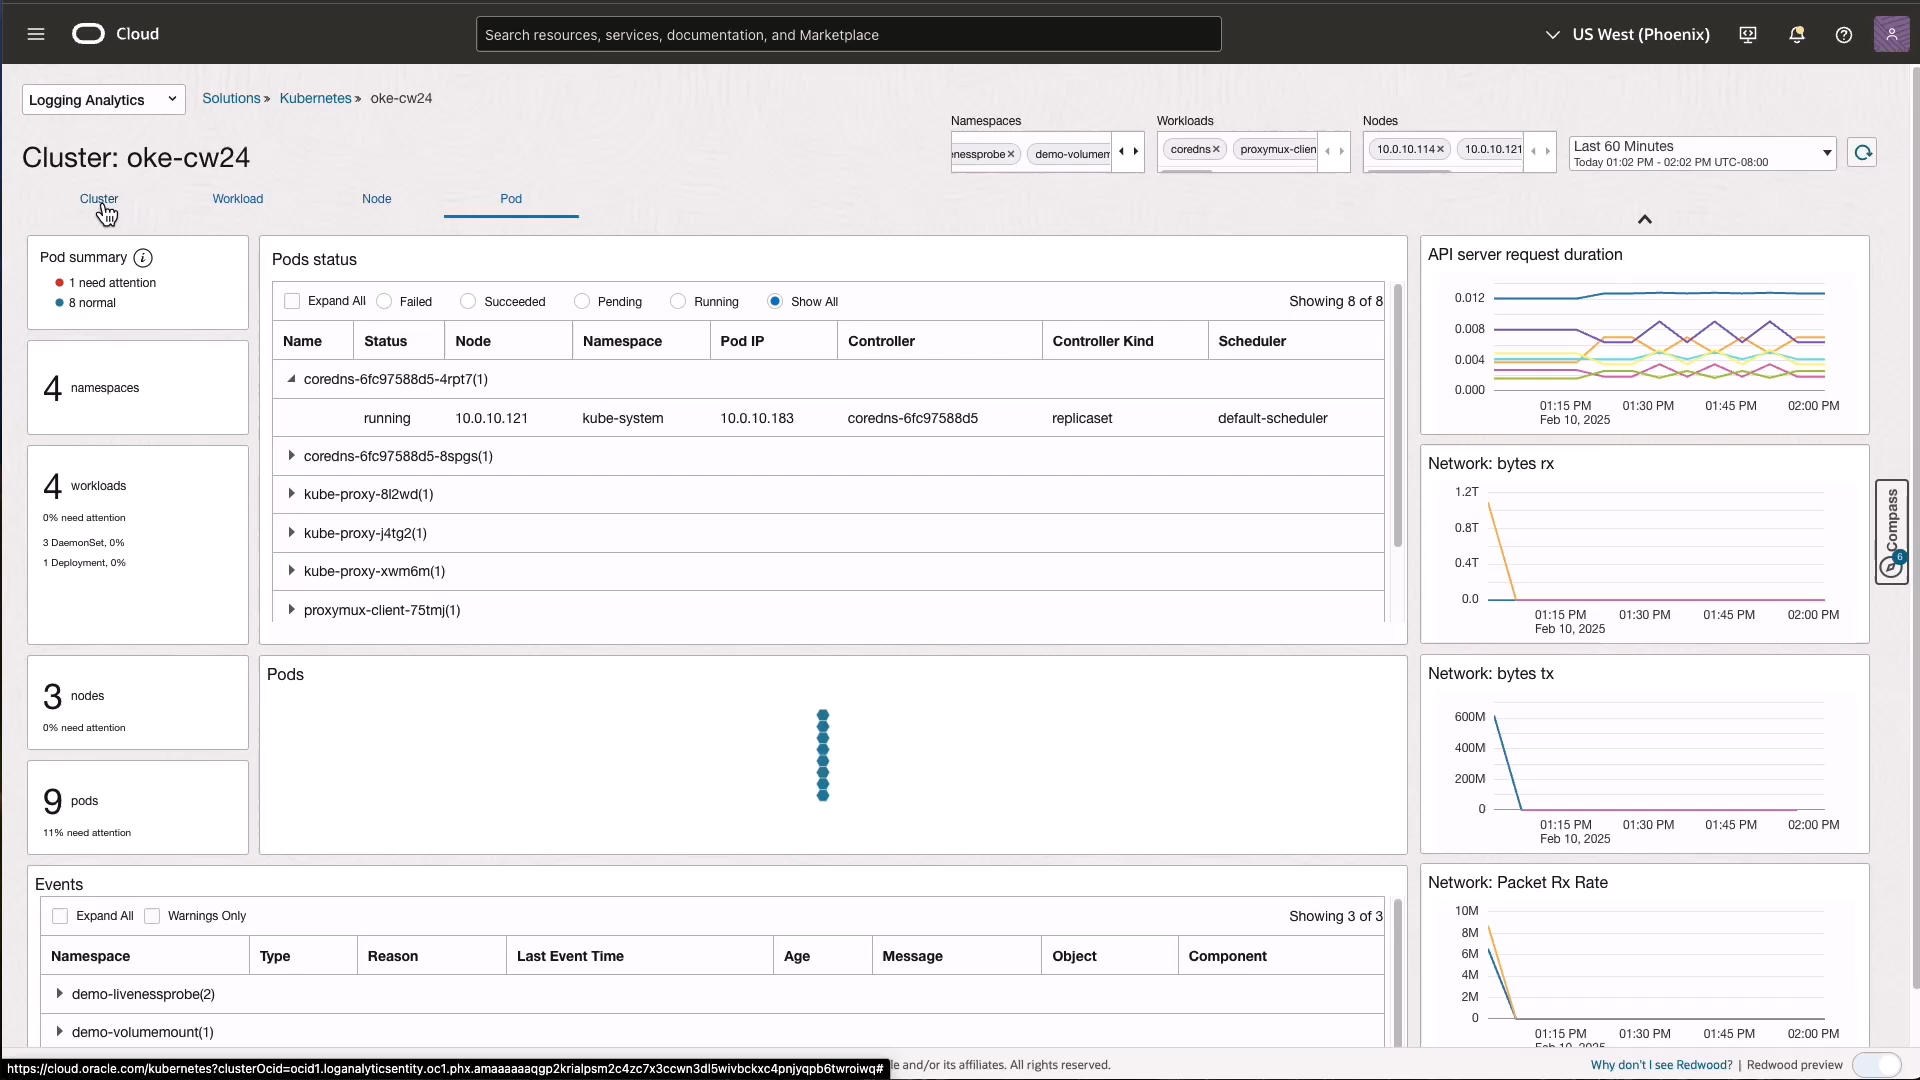 Cloud
Search resources, services, documentation, and Marketplace
US West (Phoenix)
Logging Analytics
Solutions » Kubernetes » oke-cw24
Cluster: oke-cw24
Namespaces
enessprobe ×
demo-volumem
Workloads
coredns ×
proxymux-clien
Nodes
10.0.10.114 ×
10.0.10.121
Last 60 Minutes
Today 01:02 PM - 02:02 PM UTC-08:00
Cluster
Workload
Node
Pod
Pod summary
1 need attention
8 normal
4 namespaces
4 workloads
0% need attention
3 DaemonSet, 0%
1 Deployment, 0%
3 nodes
0% need attention
9 pods
11% need attention
Pods status
Expand All Failed Succeeded Pending Running Show All Showing 8 of 8
Name Status Node Namespace Pod IP Controller Controller Kind Scheduler
coredns-6fc97588d5-4rpt7(1)
running 10.0.10.121 kube-system 10.0.10.183 coredns-6fc97588d5 replicaset default-scheduler
coredns-6fc97588d5-8spgs(1)
kube-proxy-8l2wd(1)
kube-proxy-j4tg2(1)
kube-proxy-xwm6m(1)
proxymux-client-75tmj(1)
Pods
Events
Expand All Warnings Only Showing 3 of 3
Namespace Type Reason Last Event Time Age Message Object Component
demo-livenessprobe(2)
demo-volumemount(1)
API server request duration
0.012
0.008
0.004
0.000
01:15 PM 01:30 PM 01:45 PM 02:00 PM
Feb 10, 2025
Network: bytes rx
1.2T
0.8T
0.4T
0.0
01:15 PM 01:30 PM 01:45 PM 02:00 PM
Feb 10, 2025
Network: bytes tx
600M
400M
200M
0
01:15 PM 01:30 PM 01:45 PM 02:00 PM
Feb 10, 2025
Network: Packet Rx Rate
10M
8M
6M
4M
2M
0
01:15 PM 01:30 PM 01:45 PM 02:00 PM
Compass
6
https://cloud.oracle.com/kubernetes?clusterOcid=ocid1.loganalyticsentity.oc1.phx.amaaaaaaqgp2krialpsm2c4zc7x3ccwn3dl5wivbckxc4pnjyqpb6twroiwq#
le and/or its affiliates. All rights reserved.
Why don't I see Redwood? | Redwood preview